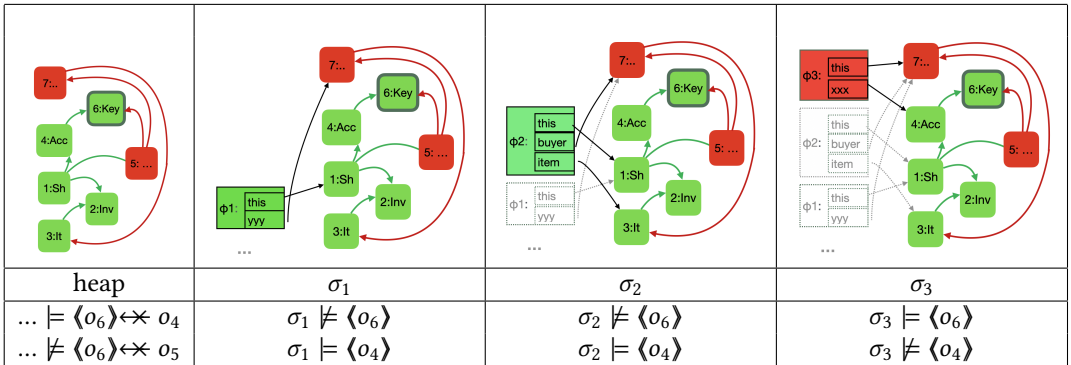 7:..
6:Key
4:Acc
5: ...
1:Sh
2:Inv
3:It
7:..
6:Key
4:Acc
5: ...
1:Sh
2:Inv
3:It
ϕ1:
this
yyy
...
7:..
6:Key
4:Acc
5: ...
1:Sh
2:Inv
3:It
ϕ2:
this
buyer
item
ϕ1:
this
yyy
...
7:..
6:Key
4:Acc
5: ...
1:Sh
2:Inv
3:It
ϕ3:
this
xxx
ϕ2:
this
buyer
item
ϕ1:
this
yyy
...
heap σ₁ σ₂ σ₃
... ⊨ ⟪o₆⟫ ↮ o₄ σ₁ ⊭ ⟪o₆⟫ σ₂ ⊭ ⟪o₆⟫ σ₃ ⊨ ⟪o₆⟫
... ⊭ ⟪o₆⟫ ↮ o₅ σ₁ ⊨ ⟪o₄⟫ σ₂ ⊨ ⟪o₄⟫ σ₃ ⊭ ⟪o₄⟫